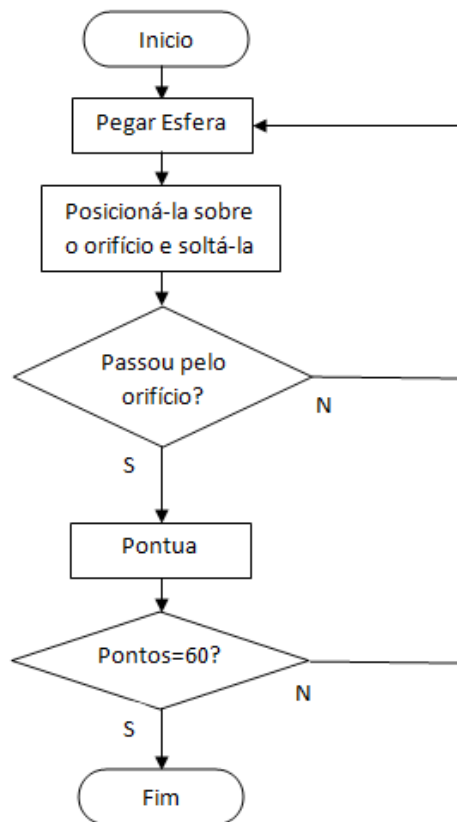 Inicio
Pegar Esfera
Posicioná-la sobre
o orifício e soltá-la
Passou pelo
orifício?
N
S
Pontua
Pontos=60?
N
S
Fim